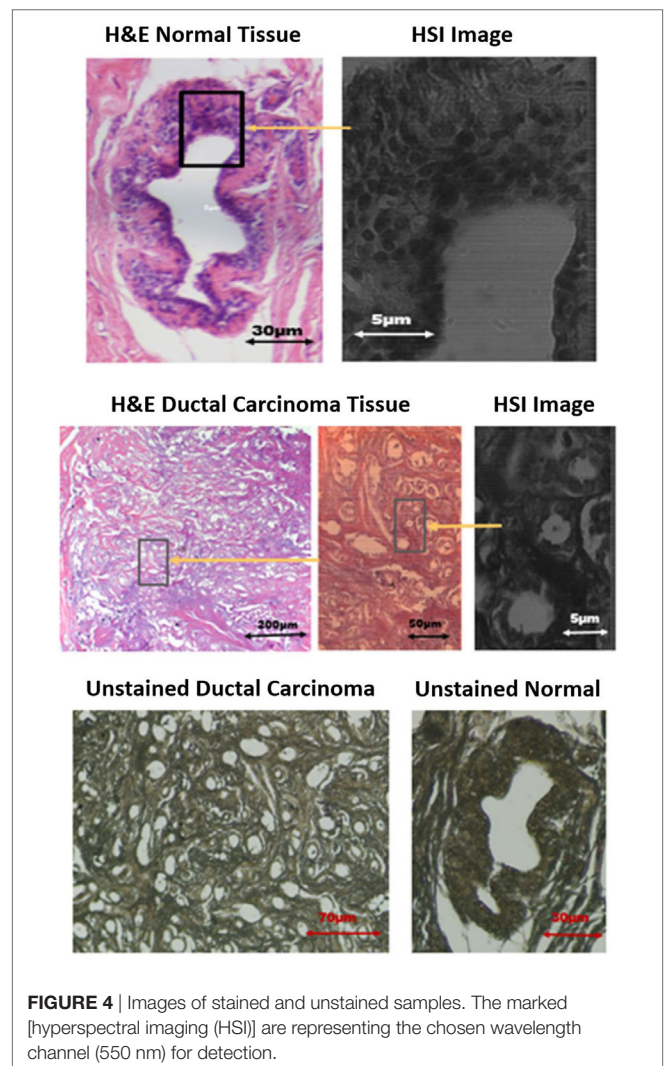 H&E Normal Tissue
HSI Image
30µm
5µm
H&E Ductal Carcinoma Tissue
HSI Image
200µm
50µm
5µm
Unstained Ductal Carcinoma
Unstained Normal
70µm
30µm
FIGURE 4 | Images of stained and unstained samples. The marked
[hyperspectral imaging (HSI)] are representing the chosen wavelength
channel (550 nm) for detection.